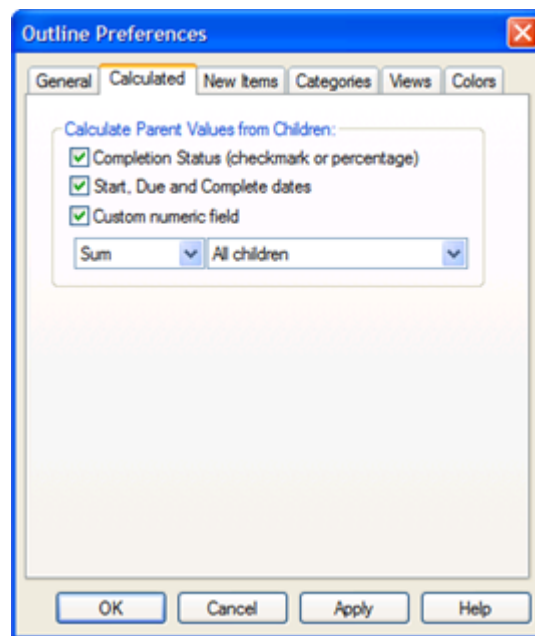 Outline Preferences
General Calculated New Items Categories Views Colors
Calculate Parent Values from Children:
Completion Status (checkmark or percentage)
Start, Due and Complete dates
Custom numeric field
Sum All children
OK Cancel Apply Help